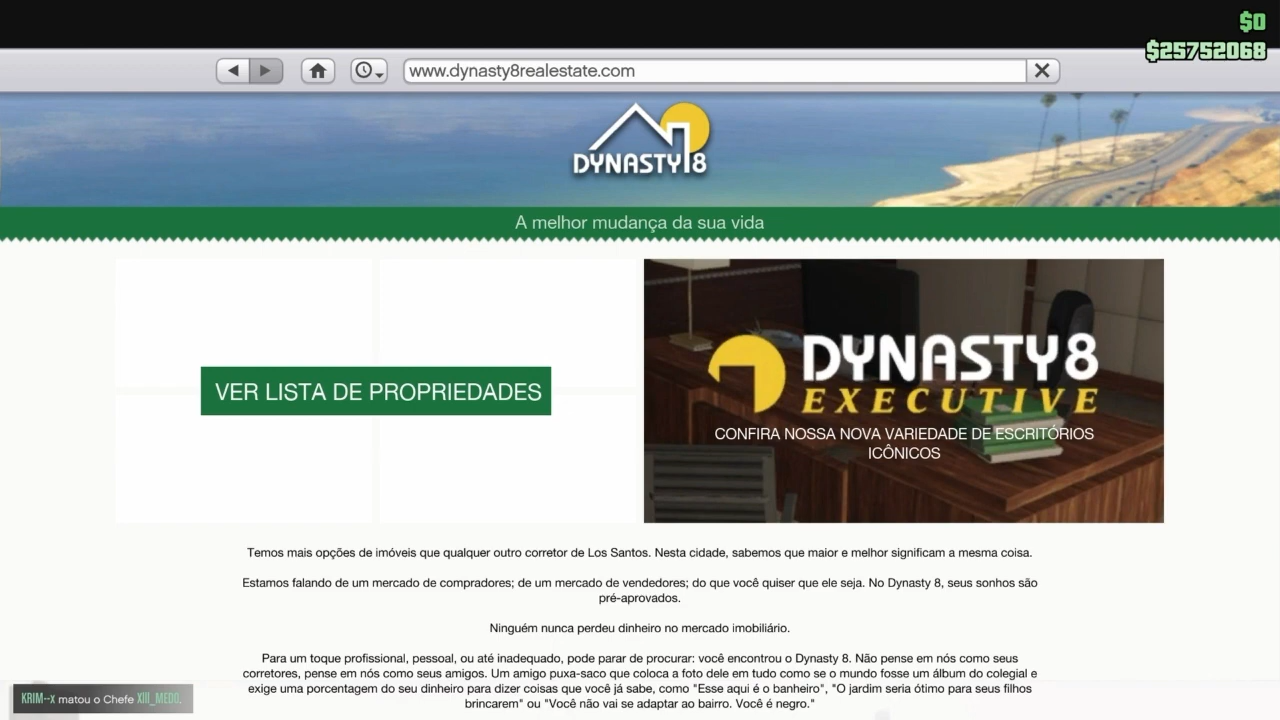 $0
$25752068
www.dynasty8realestate.com
DYNASTY 8
A melhor mudança da sua vida
VER LISTA DE PROPRIEDADES
DYNASTY 8
EXECUTIVE
CONFIRA NOSSA NOVA VARIEDADE DE ESCRITÓRIOS
ICÔNICOS
Temos mais opções de imóveis que qualquer outro corretor de Los Santos. Nesta cidade, sabemos que maior e melhor significam a mesma coisa.
Estamos falando de um mercado de compradores; de um mercado de vendedores; do que você quiser que ele seja. No Dynasty 8, seus sonhos são
pré-aprovados.
Ninguém nunca perdeu dinheiro no mercado imobiliário.
Para um toque profissional, pessoal, ou até inadequado, pode parar de procurar: você encontrou o Dynasty 8. Não pense em nós como seus
corretores, pense em nós como seus amigos. Um amigo puxa-saco que coloca a foto dele em tudo como se o mundo fosse um álbum do colegial e
exige uma porcentagem do seu dinheiro para dizer coisas que você já sabe, como "Esse aqui é o banheiro", "O jardim seria ótimo para seus filhos
brincarem" ou "Você não vai se adaptar ao bairro. Você é negro."
KRIM--x matou o Chefe XIII_MEDO.